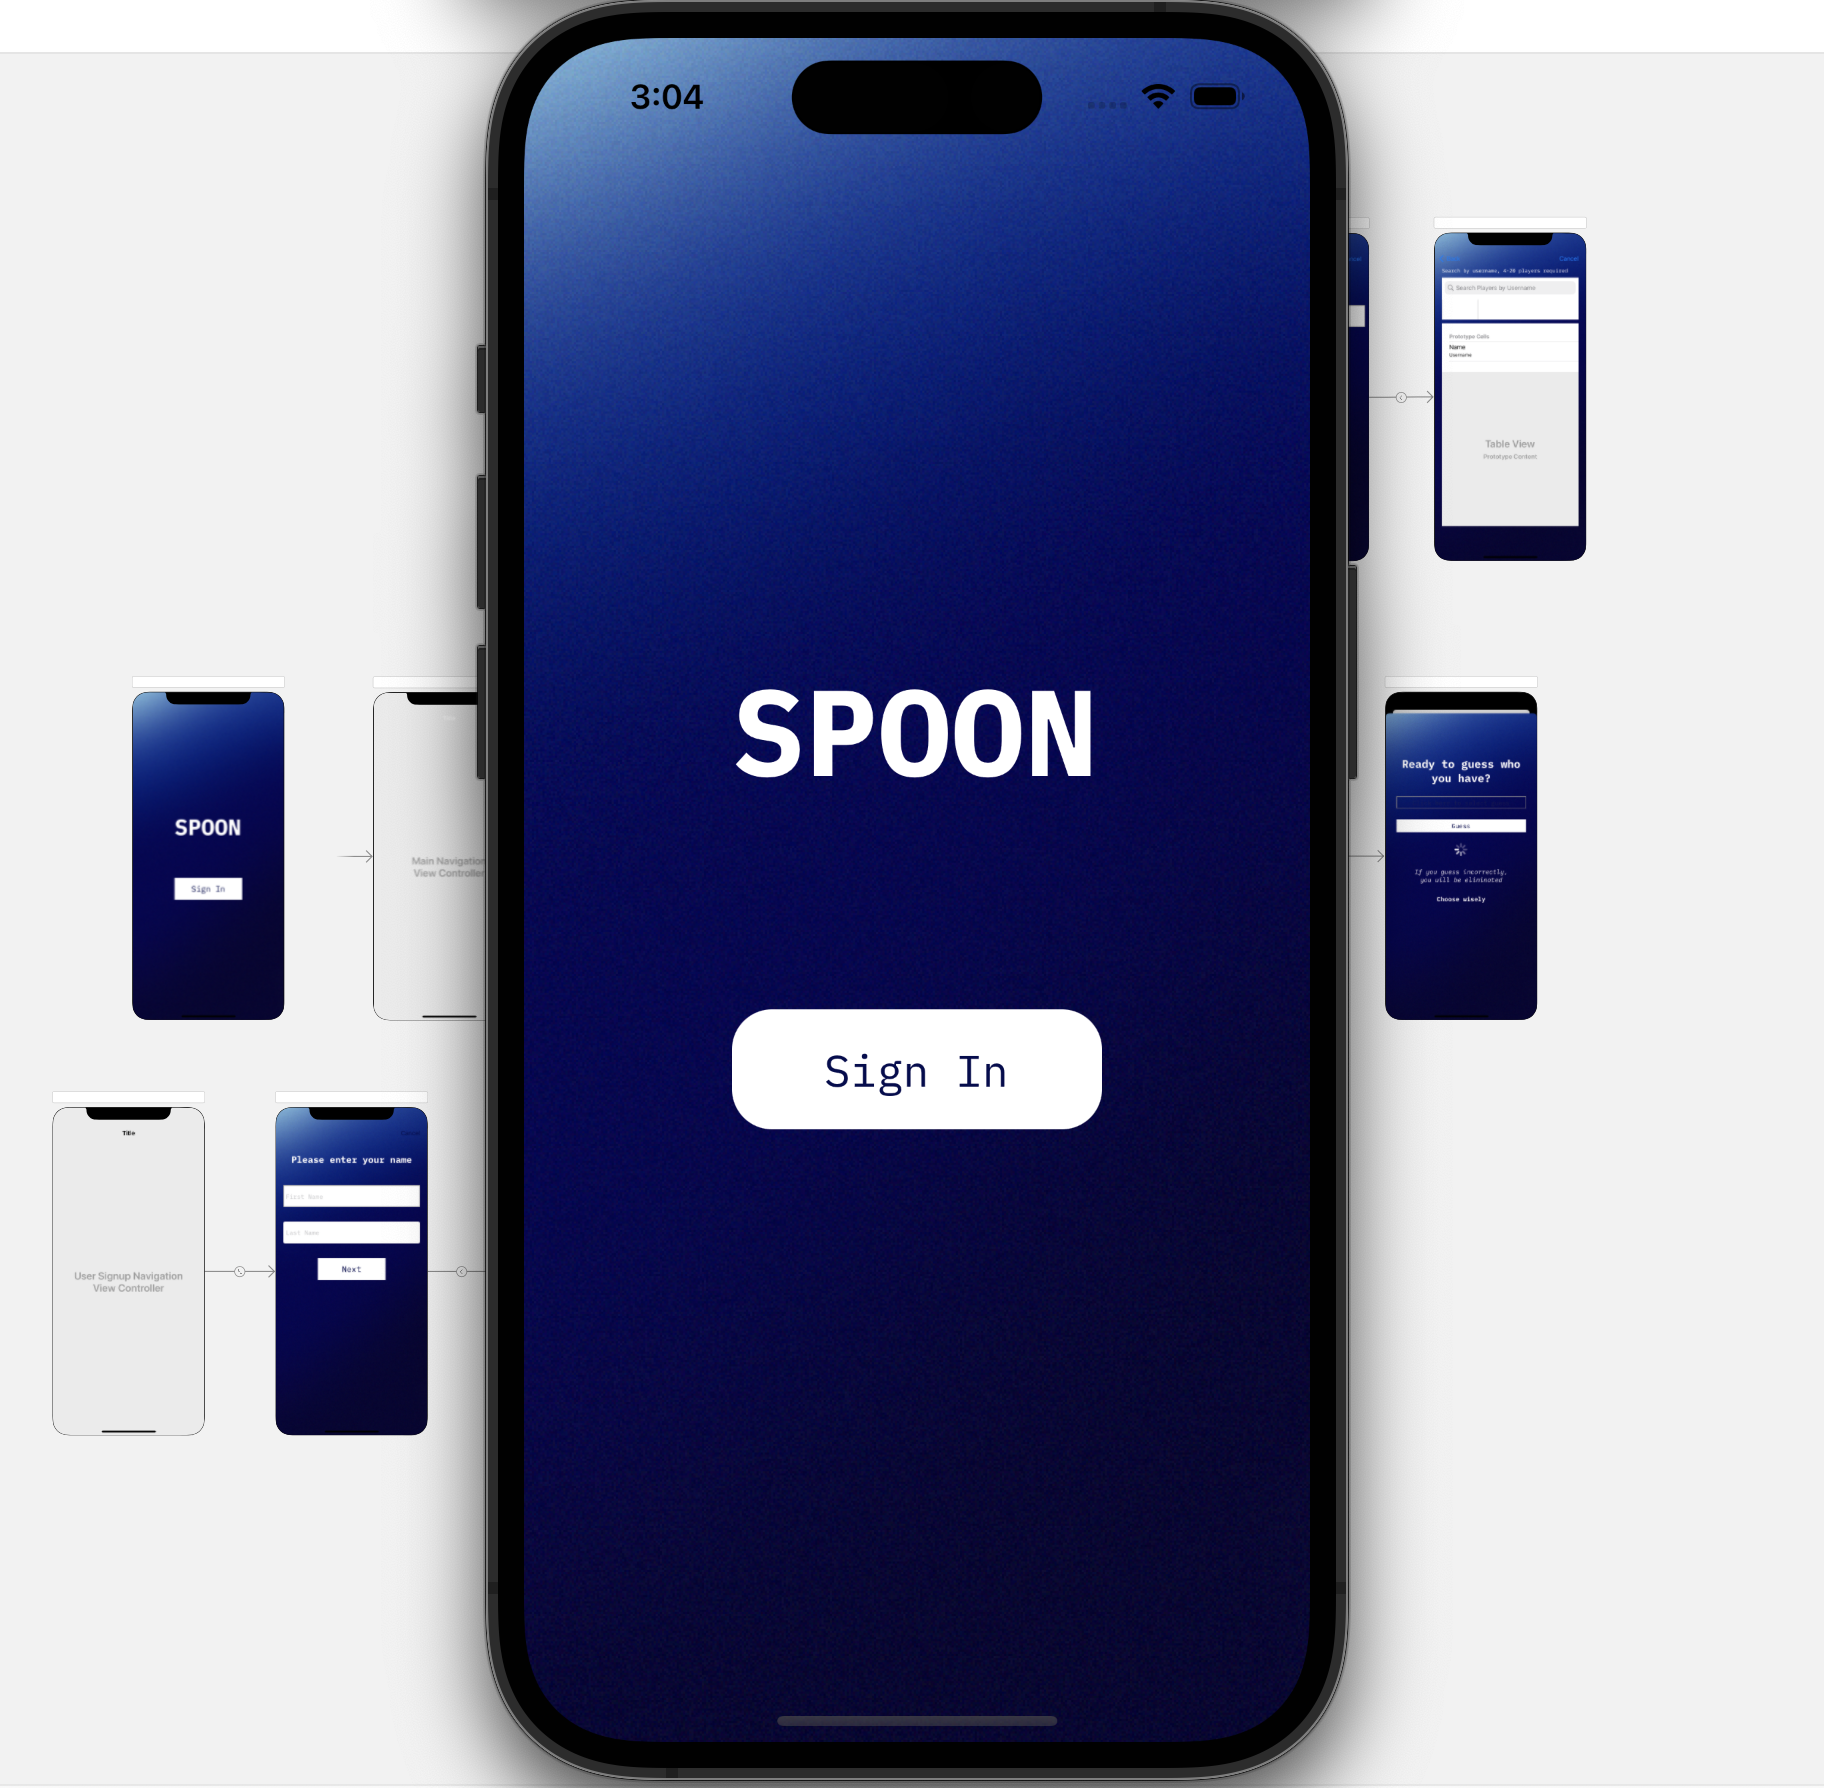 3:04
SPOON
Sign In
Cancel
Search by username, 4-20 players required
Search Players by Username
Prototype Cells
Name
Username
Table View
Prototype Content
SPOON
Sign In
Main Navigation
View Controller
Ready to guess who
you have?
Guess
If you guess incorrectly,
you will be eliminated
Choose wisely
Title
User Signup Navigation
View Controller
Please enter your name
First Name
Last Name
Next